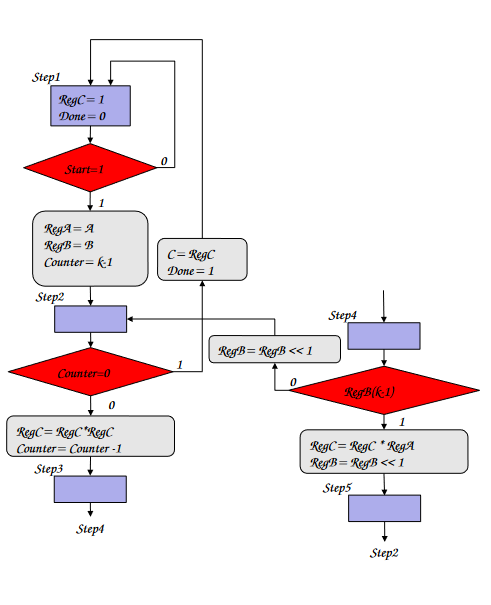 Step1
RegC = 1
Done = 0
Start=1
0
1
RegA = A
RegB = B
Counter = k-1
C = RegC
Done = 1
Step2
Counter=0
1
0
RegC = RegC*RegC
Counter = Counter -1
Step3
Step4
RegB = RegB << 1
Step4
RegB(k-1)
0
1
RegC = RegC * RegA
RegB = RegB << 1
Step5
Step2